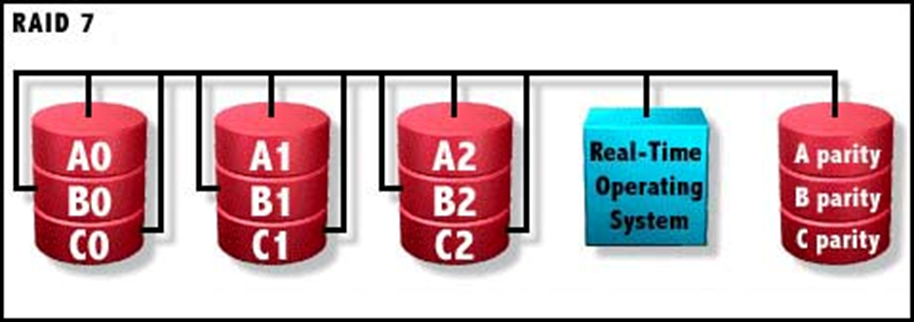 RAID 7
A0
B0
C0
A1
B1
C1
A2
B2
C2
Real-Time
Operating
System
A parity
B parity
C parity